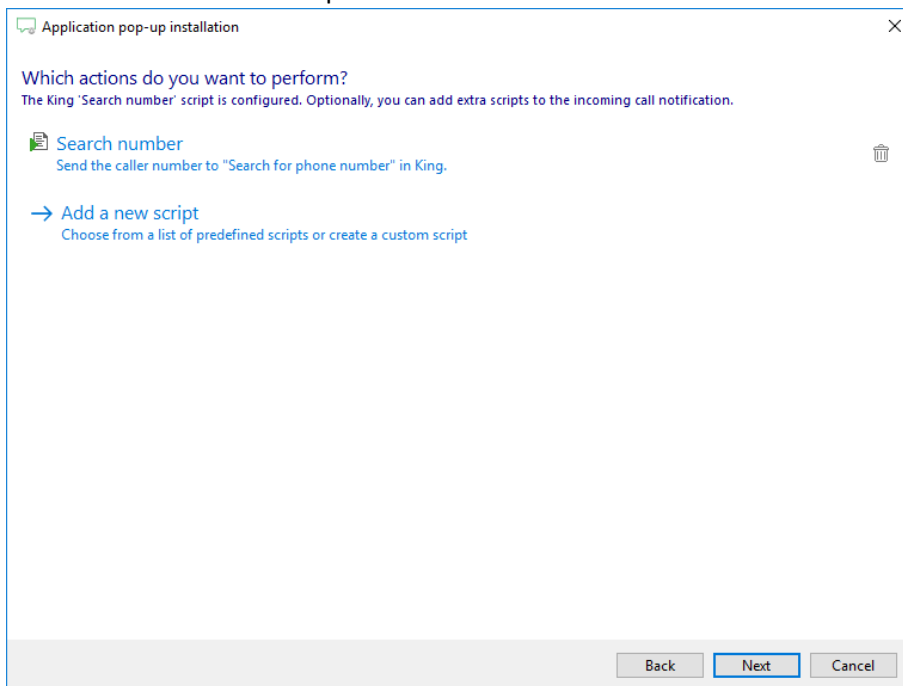 Application pop-up installation
Which actions do you want to perform?
The King 'Search number' script is configured. Optionally, you can add extra scripts to the incoming call notification.
Search number
Send the caller number to "Search for phone number" in King.
Add a new script
Choose from a list of predefined scripts or create a custom script
Back Next Cancel